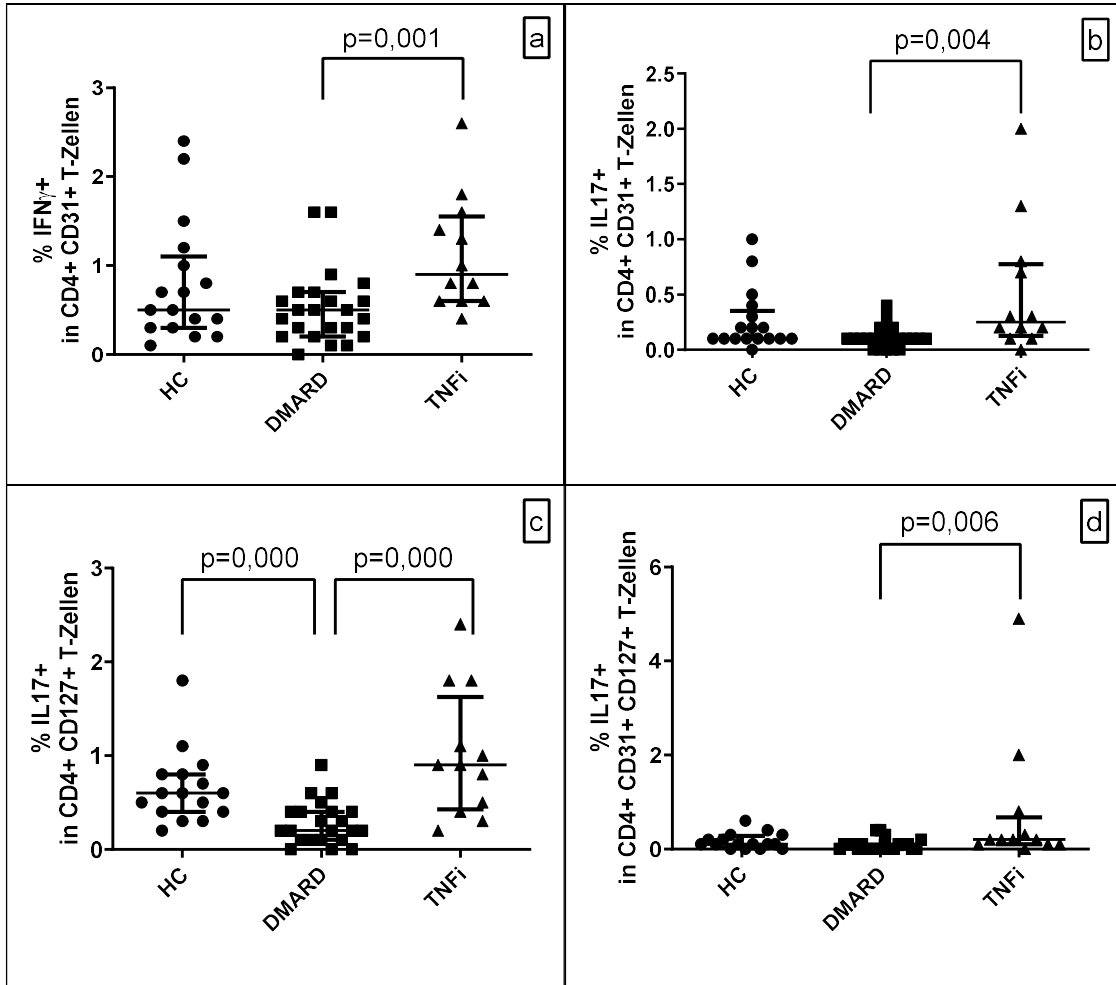 a
p=0,001
% IFNγ+
in CD4+ CD31+ T-Zellen
3
2
1
0
HC
DMARD
TNFi
b
p=0,004
% IL17+
in CD4+ CD31+ T-Zellen
2.5
2.0
1.5
1.0
0.5
0.0
HC
DMARD
TNFi
c
p=0,000
p=0,000
% IL17+
in CD4+ CD127+ T-Zellen
3
2
1
0
HC
DMARD
TNFi
d
p=0,006
% IL17+
in CD4+ CD31+ CD127+ T-Zellen
6
4
2
0
HC
DMARD
TNFi